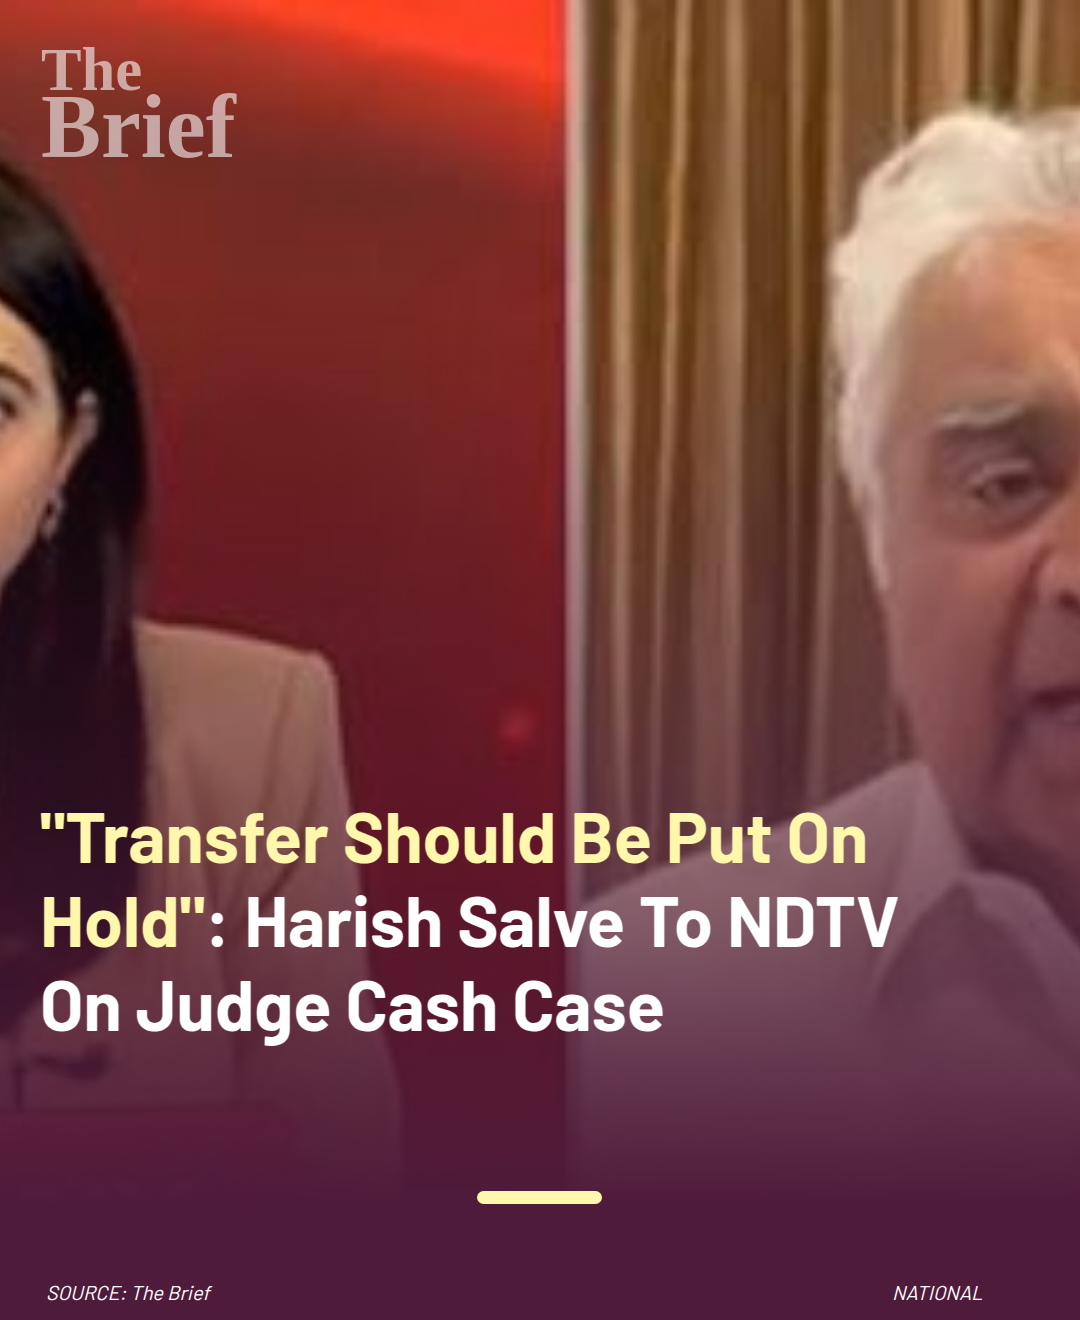 The
Brief
"Transfer Should Be Put On
Hold": Harish Salve To NDTV
On Judge Cash Case
SOURCE: The Brief
NATIONAL